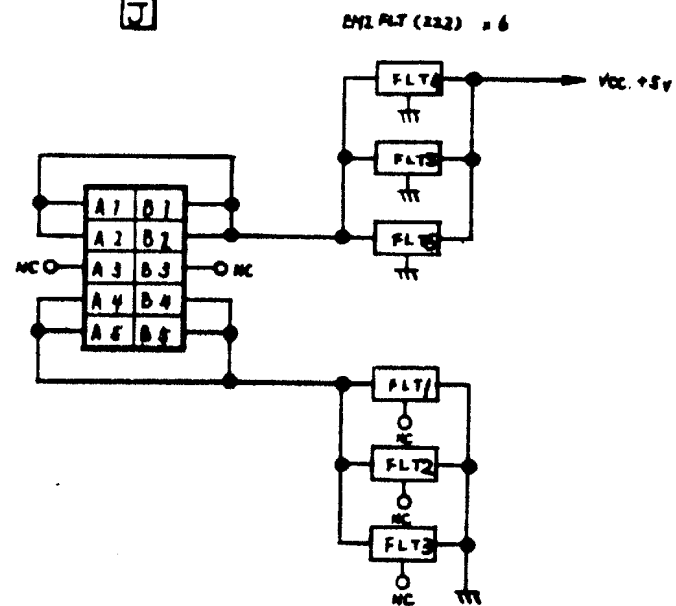 J
EMI FLT (222) × 6
FLT4
VCC. +5V
FLT5
FLT6
A1 B1
A2 B2
NC A3 B3 NC
A4 B4
A5 B5
FLT1
NC
FLT2
NC
FLT3
NC